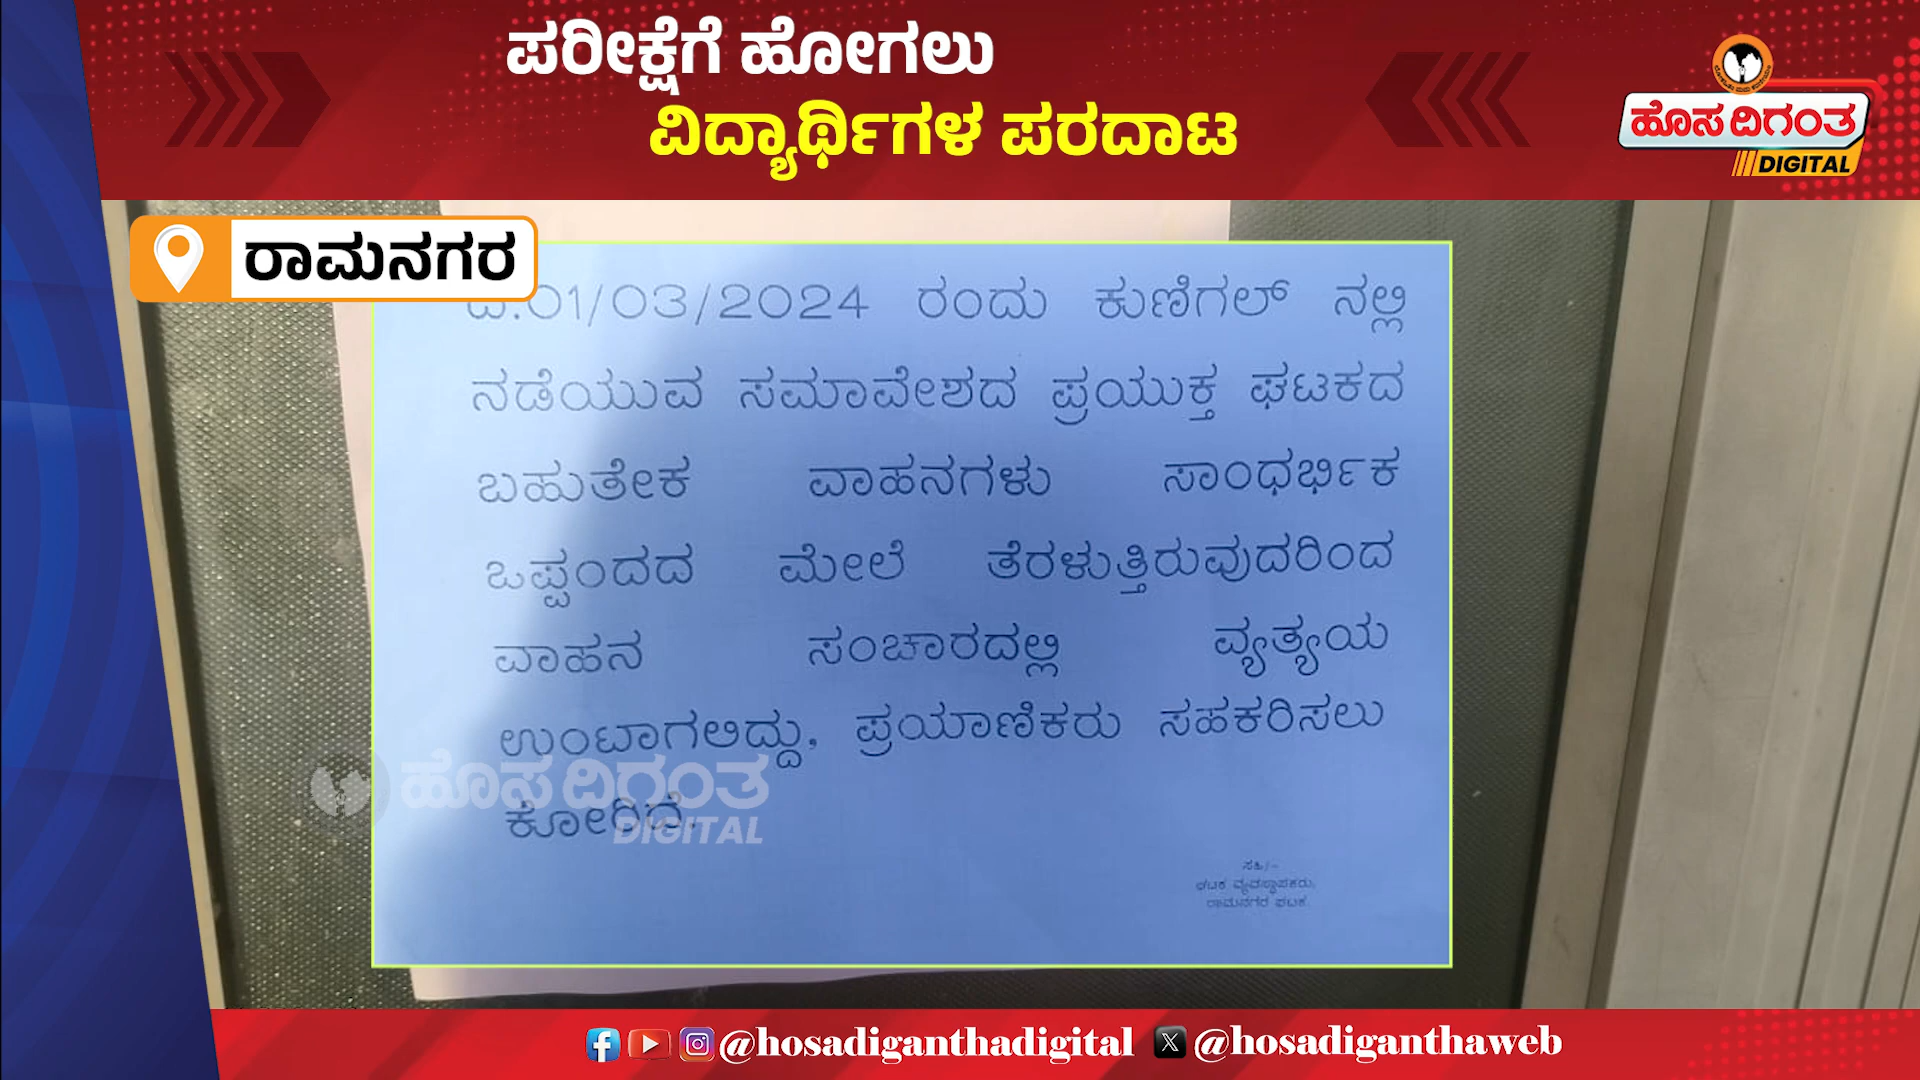 ಪರೀಕ್ಷೆಗೆ ಹೋಗಲು
ವಿದ್ಯಾರ್ಥಿಗಳ ಪರದಾಟ
ಹೊಸ ದಿಗಂತ
DIGITAL
ರಾಮನಗರ
ದಿ.01/03/2024 ರಂದು ಕುಣಿಗಲ್ ನಲ್ಲಿ
ನಡೆಯುವ ಸಮಾವೇಶದ ಪ್ರಯುಕ್ತ ಘಟಕದ
ಬಹುತೇಕ ವಾಹನಗಳು ಸಾಂಧರ್ಭಿಕ
ಒಪ್ಪಂದದ ಮೇಲೆ ತೆರಳುತ್ತಿರುವುದರಿಂದ
ವಾಹನ ಸಂಚಾರದಲ್ಲಿ ವ್ಯತ್ಯಯ
ಉಂಟಾಗಲಿದ್ದು, ಪ್ರಯಾಣಿಕರು ಸಹಕರಿಸಲು
ಕೋರಿದೆ.
ಹೊಸ ದಿಗಂತ
DIGITAL
ಸಹಿ/-
ಘಟಕ ವ್ಯವಸ್ಥಾಪಕರು,
ರಾಮನಗರ ಘಟಕ
@hosadiganthadigital @hosadiganthaweb